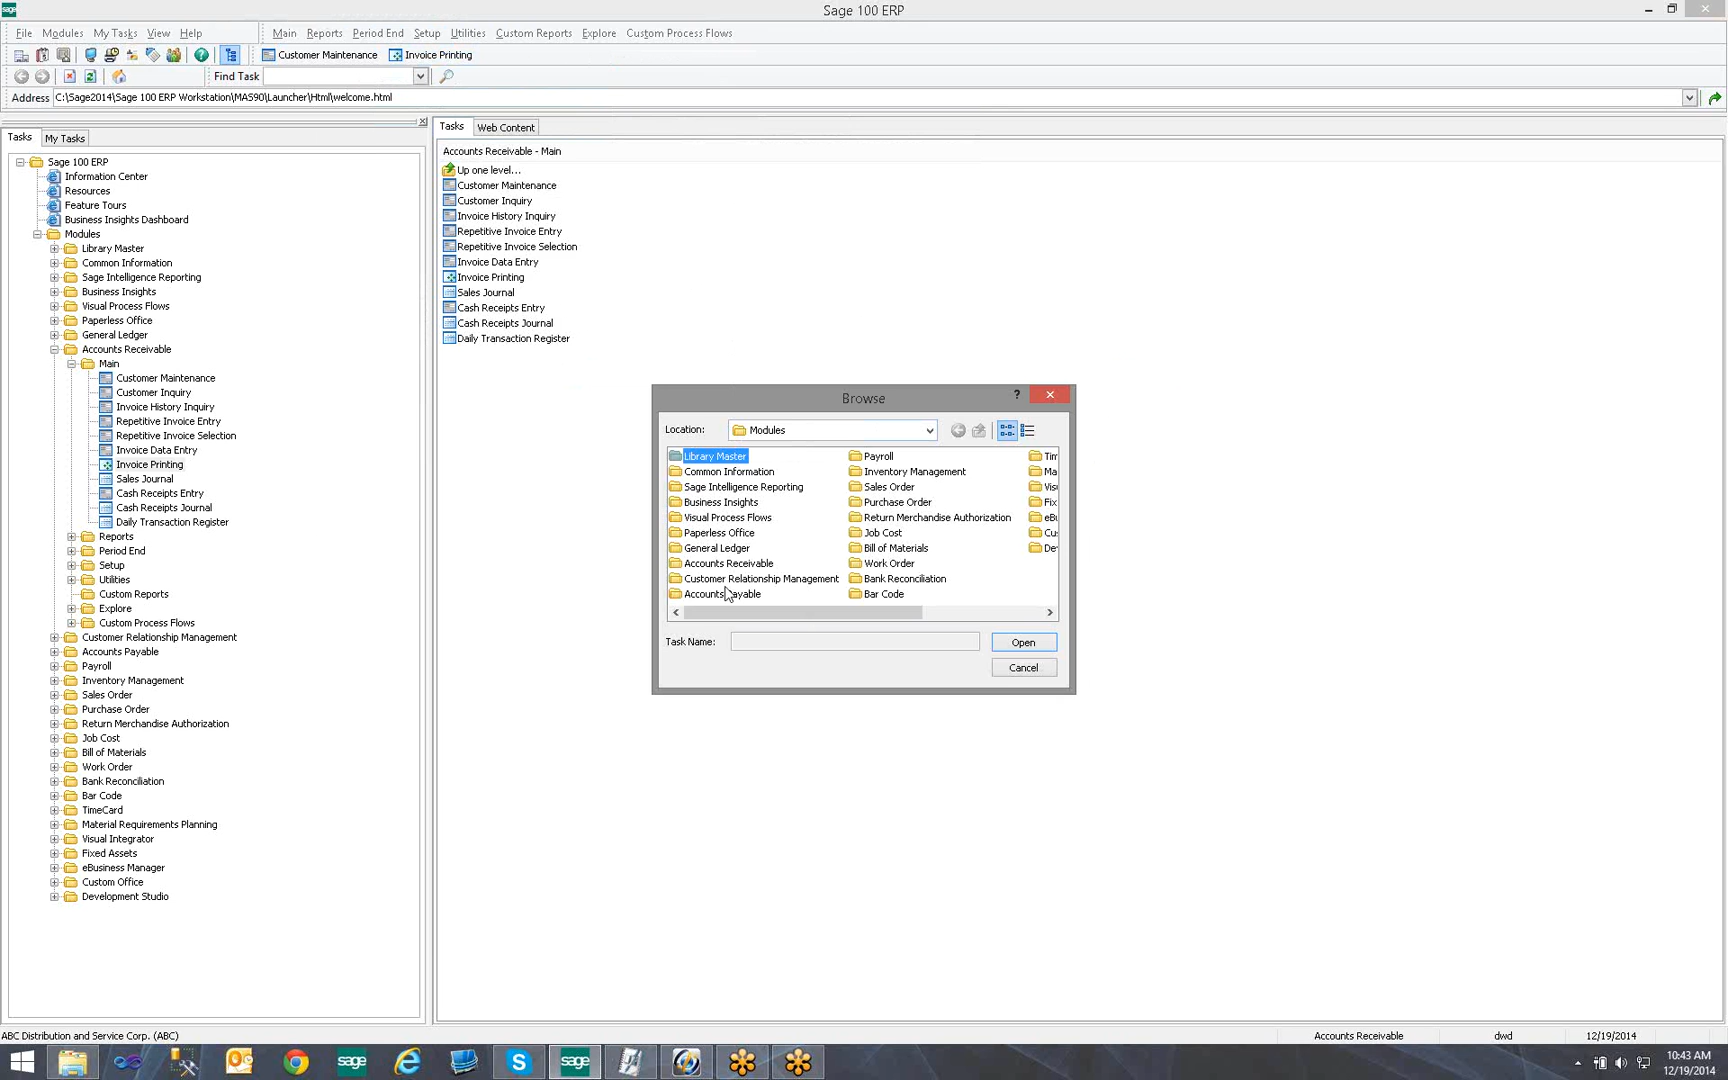 sage
Sage 100 ERP
File Modules My Tasks View Help Main Reports Period End Setup Utilities Custom Reports Explore Custom Process Flows
Customer Maintenance Invoice Printing
Find Task
Address C:\Sage2014\Sage 100 ERP Workstation\MAS90\Launcher\Html\welcome.html
Tasks My Tasks
Sage 100 ERP
Information Center
Resources
Feature Tours
Business Insights Dashboard
Modules
Library Master
Common Information
Sage Intelligence Reporting
Business Insights
Visual Process Flows
Paperless Office
General Ledger
Accounts Receivable
Main
Customer Maintenance
Customer Inquiry
Invoice History Inquiry
Repetitive Invoice Entry
Repetitive Invoice Selection
Invoice Data Entry
Invoice Printing
Sales Journal
Cash Receipts Entry
Cash Receipts Journal
Daily Transaction Register
Reports
Period End
Setup
Utilities
Custom Reports
Explore
Custom Process Flows
Customer Relationship Management
Accounts Payable
Payroll
Inventory Management
Sales Order
Purchase Order
Return Merchandise Authorization
Job Cost
Bill of Materials
Work Order
Bank Reconciliation
Bar Code
TimeCard
Material Requirements Planning
Visual Integrator
Fixed Assets
eBusiness Manager
Custom Office
Development Studio
Tasks Web Content
Accounts Receivable - Main
Up one level...
Customer Maintenance
Customer Inquiry
Invoice History Inquiry
Repetitive Invoice Entry
Repetitive Invoice Selection
Invoice Data Entry
Invoice Printing
Sales Journal
Cash Receipts Entry
Cash Receipts Journal
Daily Transaction Register
Browse
Location: Modules
Library Master Payroll Tim
Common Information Inventory Management Ma
Sage Intelligence Reporting Sales Order Visu
Business Insights Purchase Order Fix
Visual Process Flows Return Merchandise Authorization eBu
Paperless Office Job Cost Cus
General Ledger Bill of Materials Dev
Accounts Receivable Work Order
Customer Relationship Management Bank Reconciliation
Accounts Payable Bar Code
Task Name: Open
Cancel
ABC Distribution and Service Corp. (ABC) Accounts Receivable dwd 12/19/2014
sage sage
10:43 AM
12/19/2014